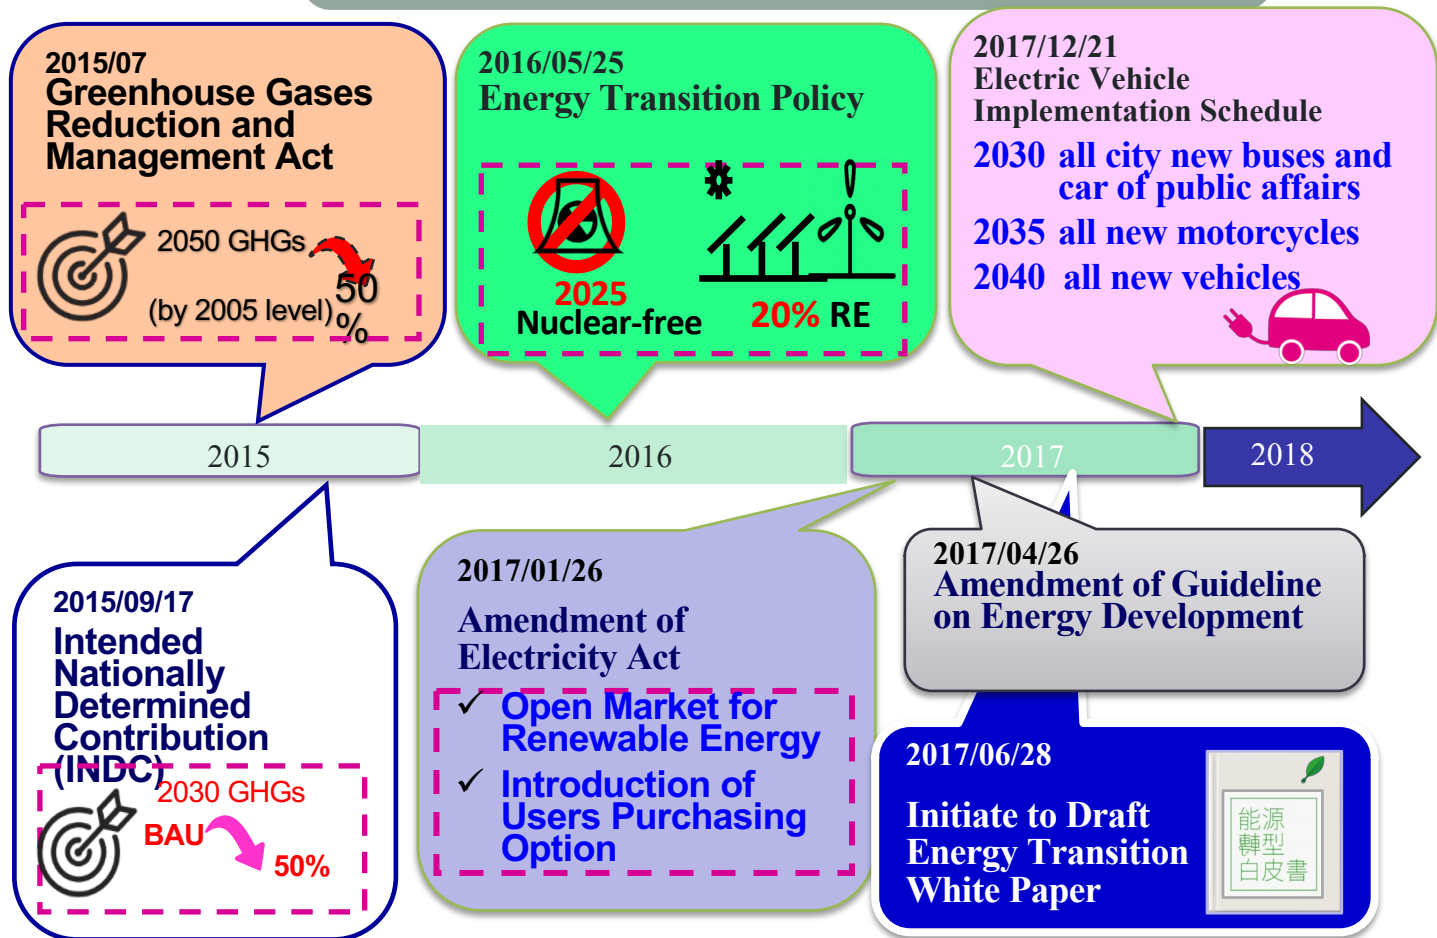 2015/07
Greenhouse Gases
Reduction and
Management Act
2050 GHGs
50
(by 2005 level)
%
2016/05/25
Energy Transition Policy
2025
Nuclear-free
20% RE
2017/12/21
Electric Vehicle
Implementation Schedule
2030 all city new buses and
car of public affairs
2035 all new motorcycles
2040 all new vehicles
2015
2016
2017
2018
2015/09/17
Intended
Nationally
Determined
Contribution
(INDC)
2030 GHGs
BAU
50%
2017/01/26
Amendment of
Electricity Act
✓ Open Market for
Renewable Energy
✓ Introduction of
Users Purchasing
Option
2017/04/26
Amendment of Guideline
on Energy Development
2017/06/28
Initiate to Draft
Energy Transition
White Paper
能源
轉型
白皮書